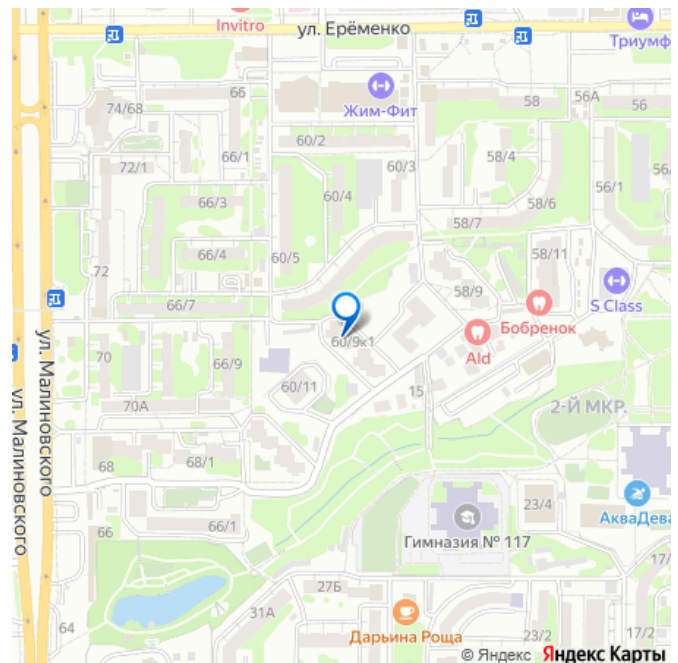 Invitro
ул. Ерёменко
Триумф
74/68
66
Жим-Фит
58
56А
56
60/2
72/1
66/1
60/3
58/4
56/1
66/3
60/4
58/6
58/7
66/4
60/5
58/11
72
58/9
S Class
66/7
Бобренок
ул. Малиновского
ул. Малиновского
60/9к1
Ald
70
66/9
60/11
15
70А
2-Й МКР.
68
68/1
23/4
АкваДева
66
66/1
Гимназия № 117
17/
27Б
64
31А
Дарьина Роща
23/2
17/2
© Яндекс Яндекс Карты